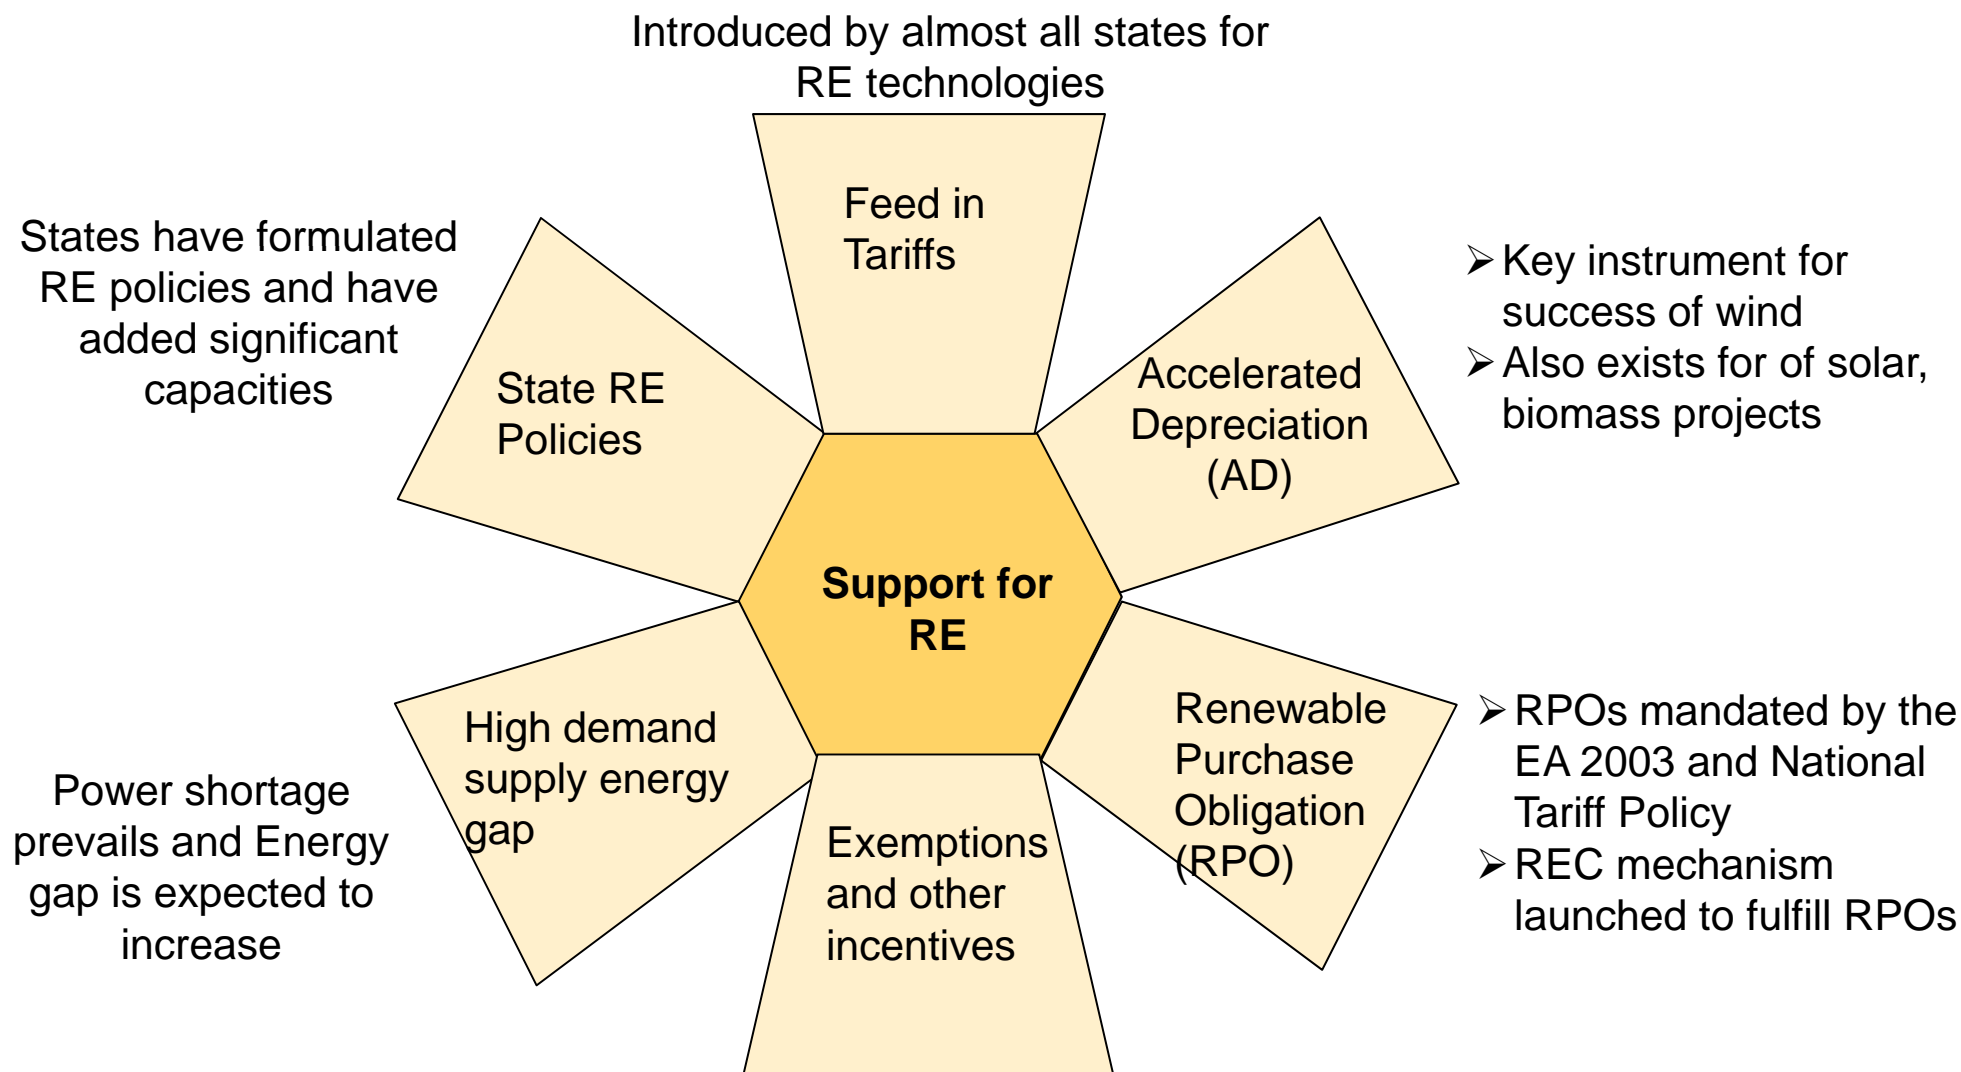 Introduced by almost all states for
RE technologies
Feed in
Tariffs
States have formulated
RE policies and have
added significant
capacities
State RE
Policies
Accelerated
Depreciation
(AD)
➢ Key instrument for
success of wind
➢ Also exists for of solar,
biomass projects
Support for
RE
High demand
supply energy
gap
Power shortage
prevails and Energy
gap is expected to
increase
Exemptions
and other
incentives
Renewable
Purchase
Obligation
(RPO)
➢ RPOs mandated by the
EA 2003 and National
Tariff Policy
➢ REC mechanism
launched to fulfill RPOs